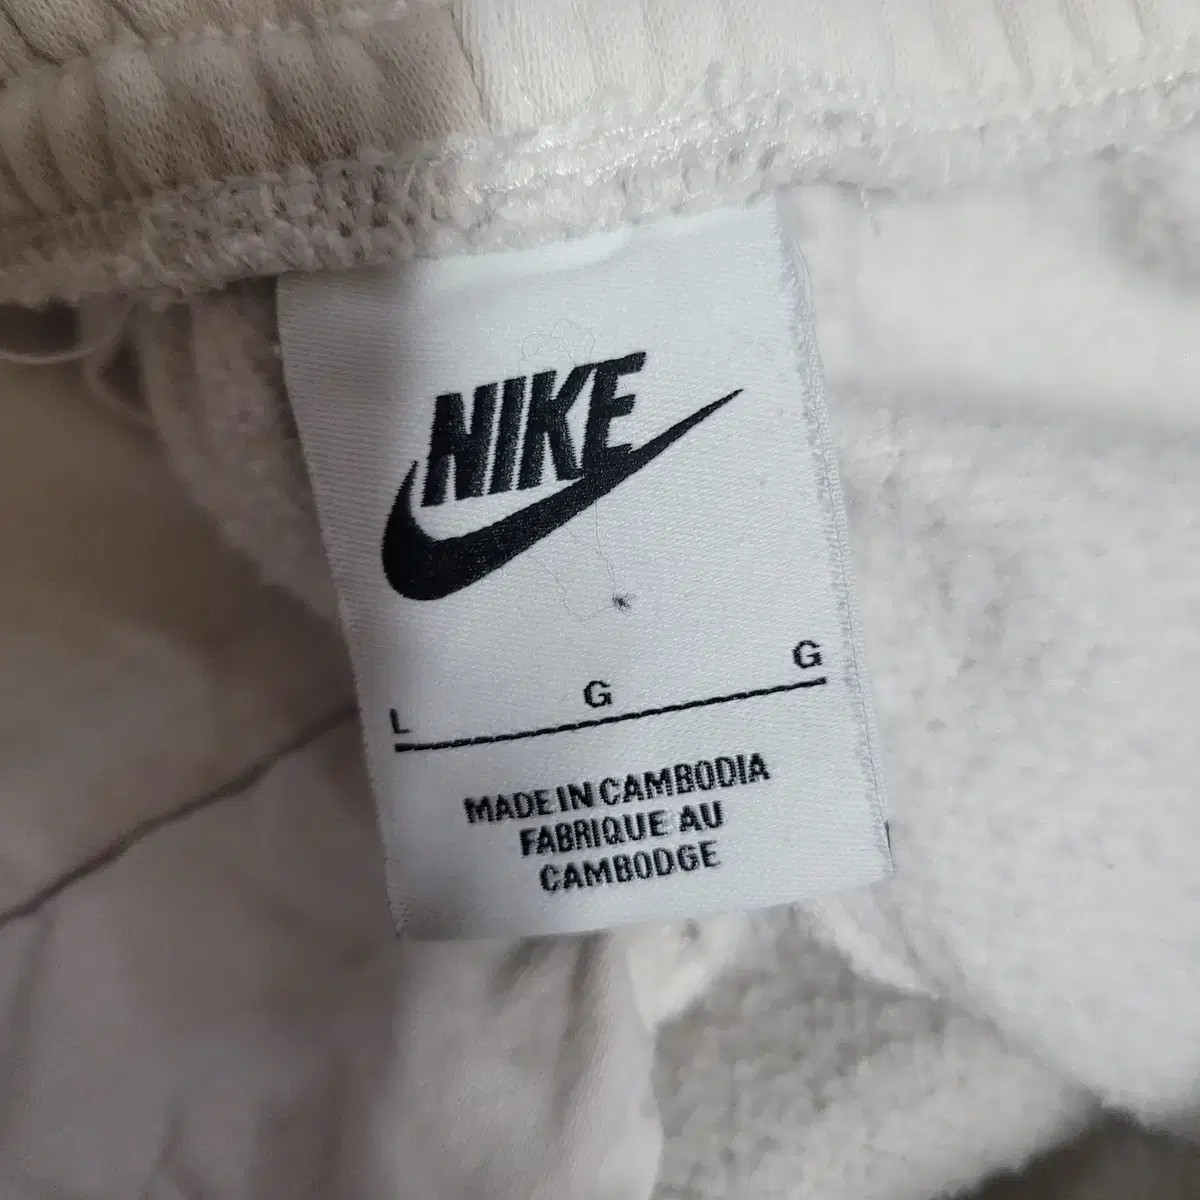 NIKE
L G G
MADE IN CAMBODIA
FABRIQUE AU
CAMBODGE